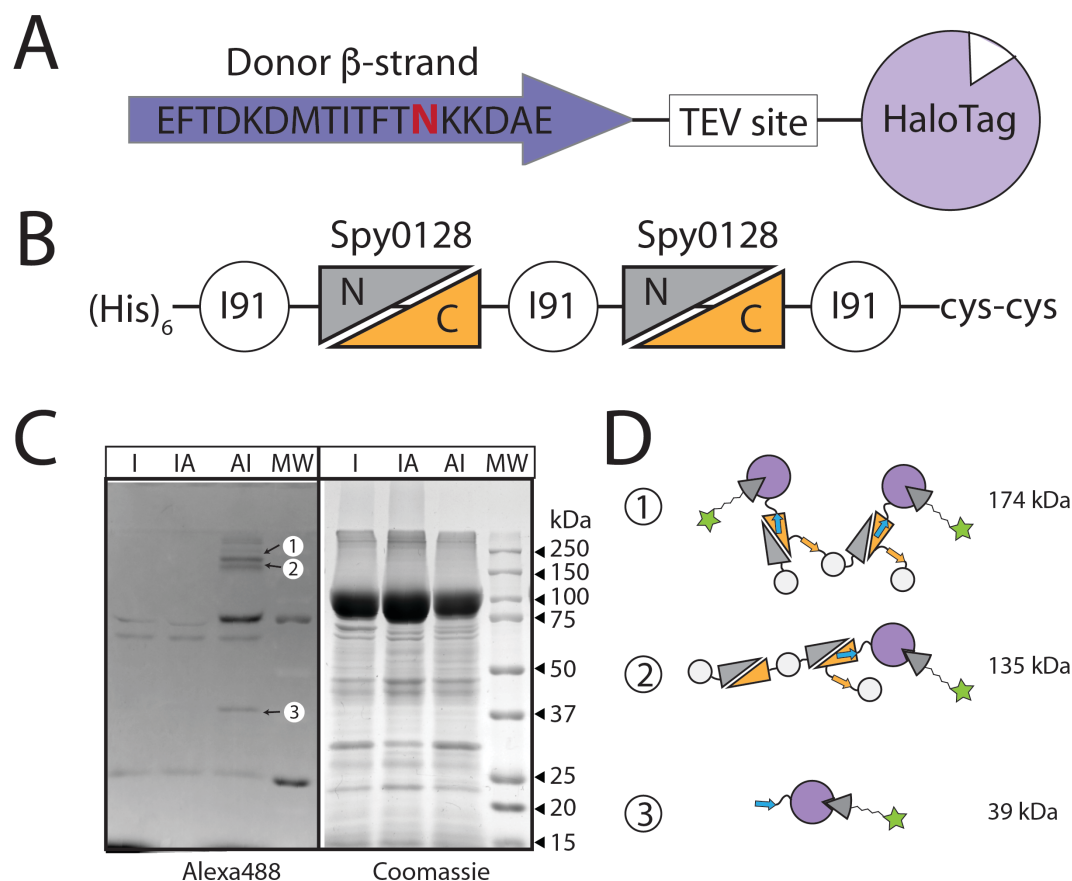 A
Donor β-strand
EFTDKDMTITFTNKKDAE
TEV site
HaloTag
B
Spy0128
Spy0128
(His)6
I91
N
C
I91
N
C
I91
cys-cys
C
I IA AI MW I IA AI MW
kDa
250
150
100
75
50
37
25
20
15
1
2
3
Alexa488
Coomassie
D
1
174 kDa
2
135 kDa
3
39 kDa